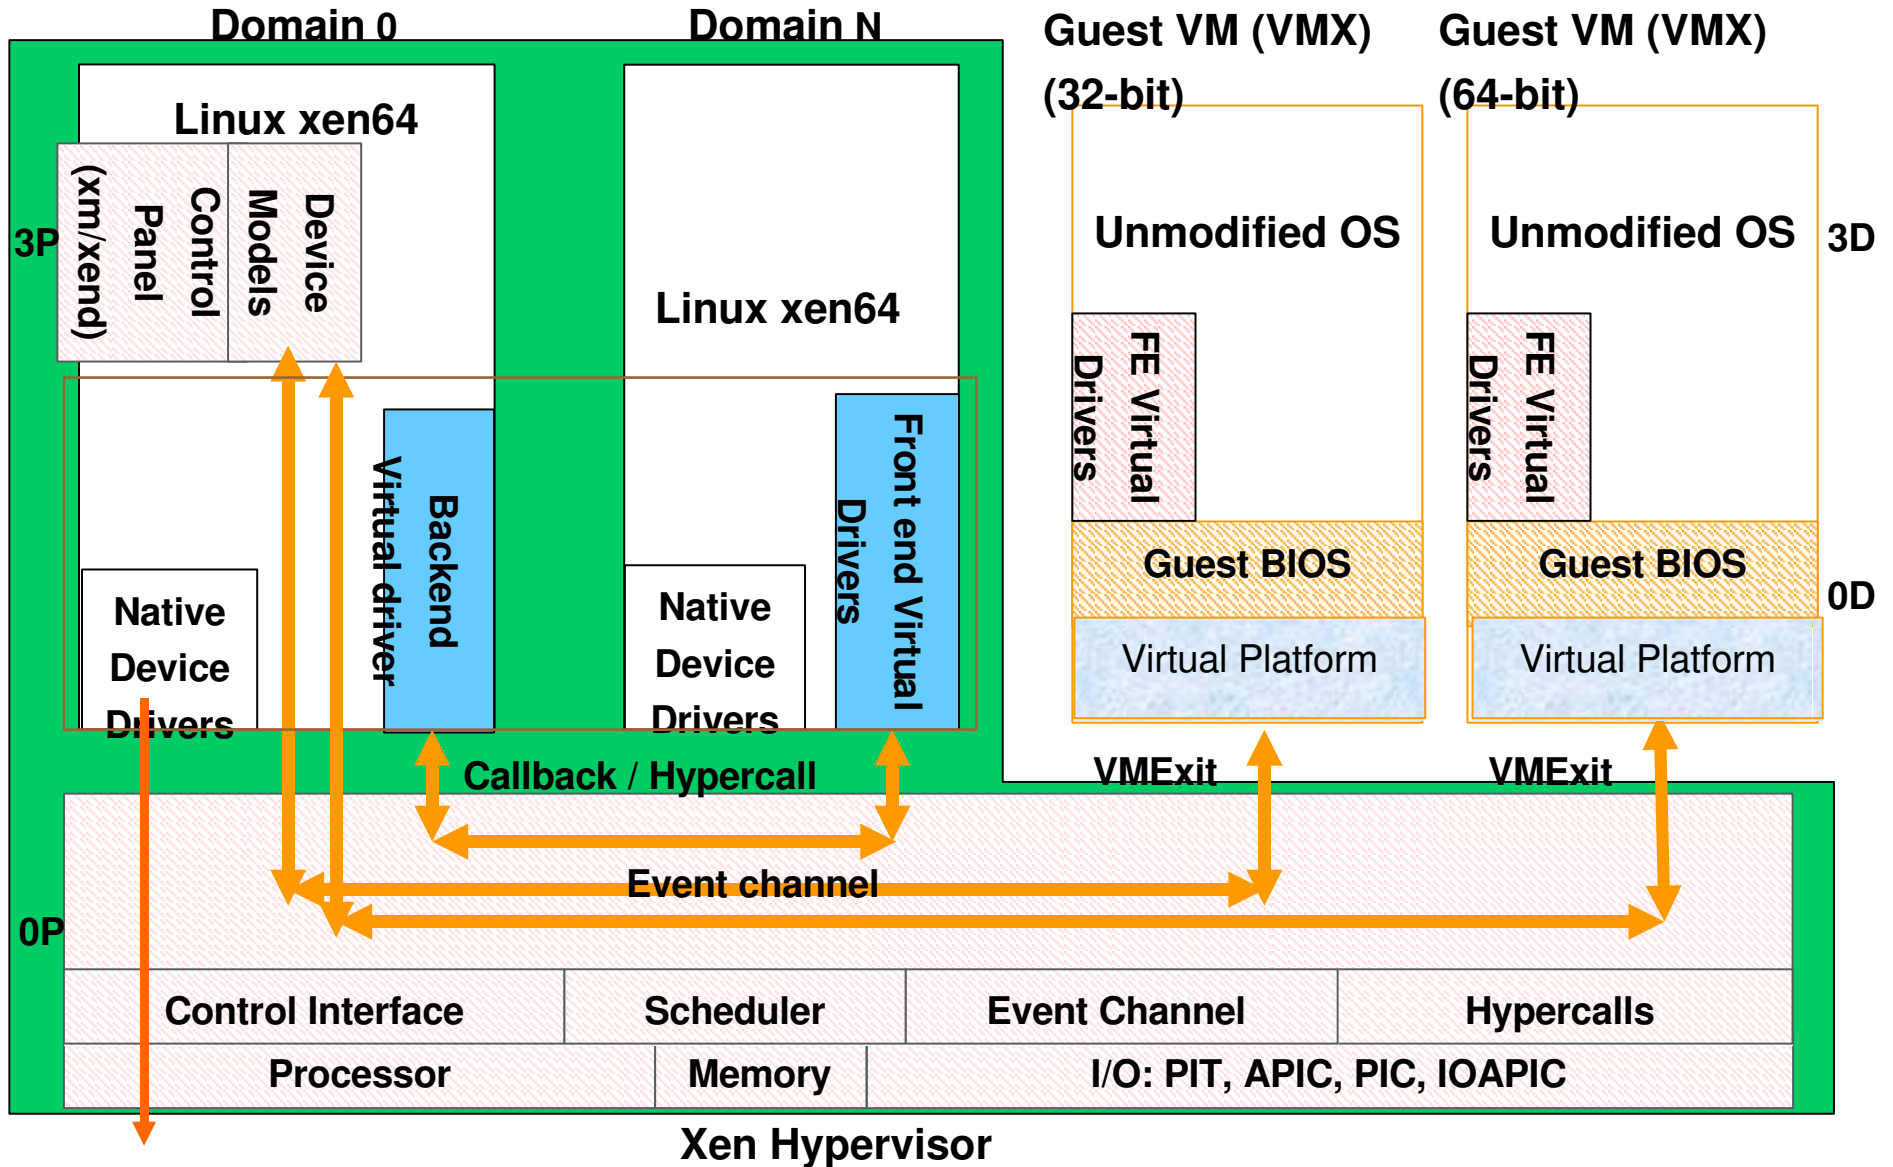 Domain 0
Domain N
Guest VM (VMX)
(32-bit)
Guest VM (VMX)
(64-bit)
Linux xen64
Control
Panel
(xm/xend)
Device
Models
3P
Linux xen64
Unmodified OS
Unmodified OS
3D
FE Virtual
Drivers
FE Virtual
Drivers
Backend
Virtual driver
Front end Virtual
Drivers
Native
Device
Drivers
Native
Device
Drivers
Guest BIOS
Guest BIOS
0D
Virtual Platform
Virtual Platform
Callback / Hypercall
VMExit
VMExit
Event channel
0P
Control Interface
Scheduler
Event Channel
Hypercalls
Processor
Memory
I/O: PIT, APIC, PIC, IOAPIC
Xen Hypervisor